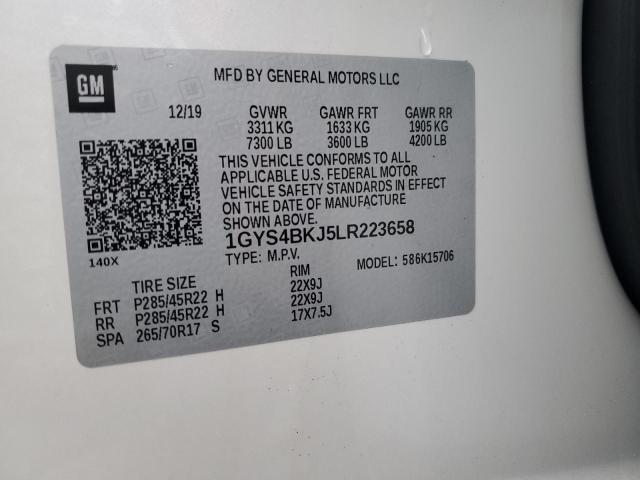 GM
MFD BY GENERAL MOTORS LLC
12/19 GVWR GAWR FRT GAWR RR
3311 KG 1633 KG 1905 KG
7300 LB 3600 LB 4200 LB
THIS VEHICLE CONFORMS TO ALL
APPLICABLE U.S. FEDERAL MOTOR
VEHICLE SAFETY STANDARDS IN EFFECT
ON THE DATE OF MANUFACTURE
SHOWN ABOVE.
1GYS4BKJ5LR223658
140X TYPE: M.P.V. MODEL: 586K15706
TIRE SIZE RIM
FRT P285/45R22 H 22X9J
RR P285/45R22 H 22X9J
SPA 265/70R17 S 17X7.5J